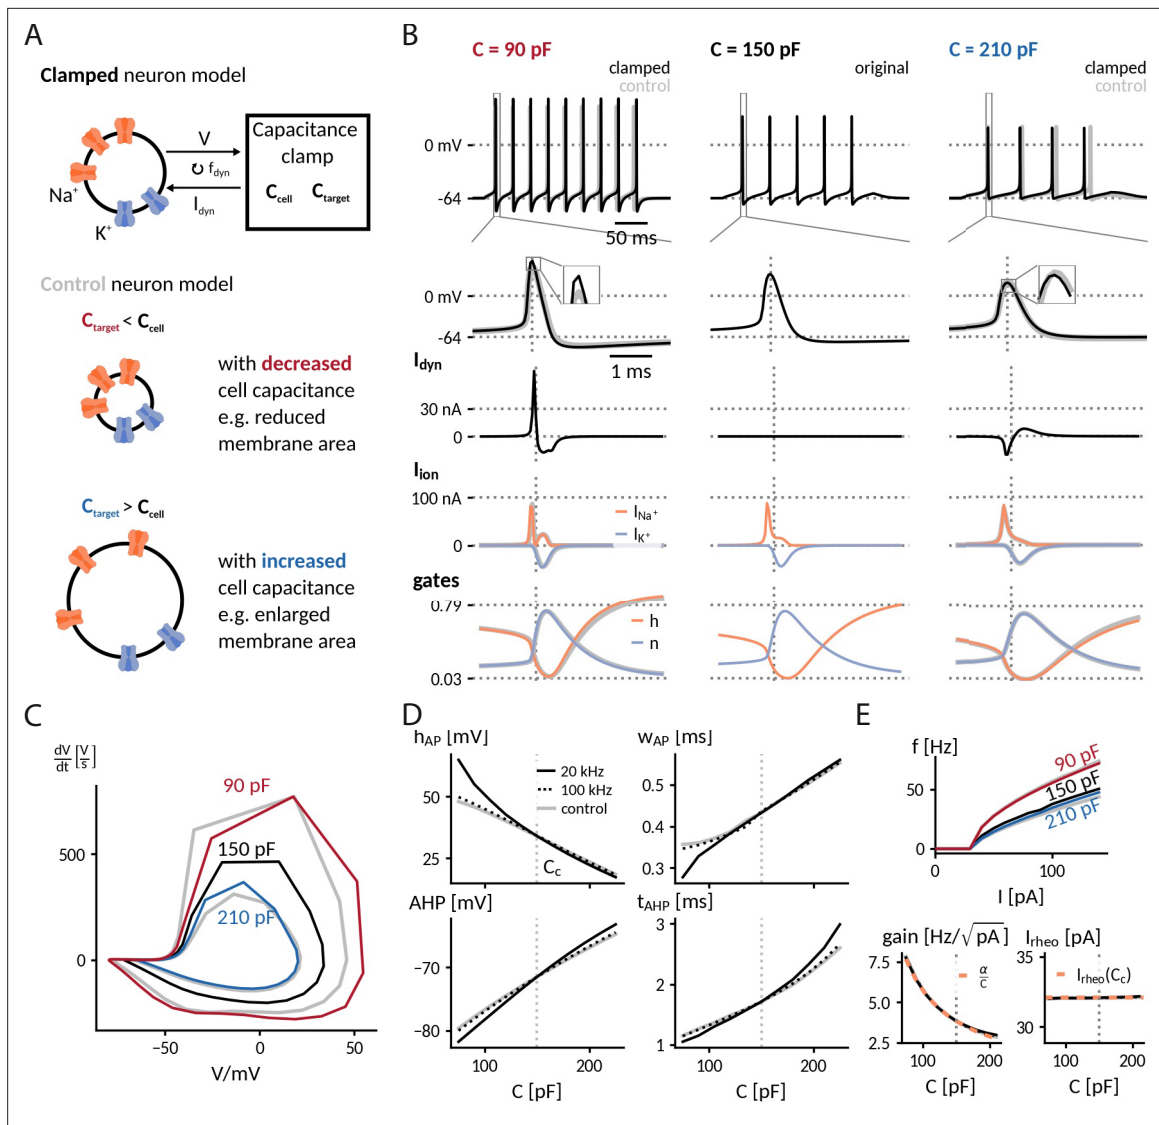 A
Clamped neuron model
V
f_dyn
I_dyn
Capacitance
clamp
C_cell C_target
Na⁺
K⁺
Control neuron model
C_target < C_cell
with decreased
cell capacitance
e.g. reduced
membrane area
C_target > C_cell
with increased
cell capacitance
e.g. enlarged
membrane area
B
C = 90 pF
C = 150 pF
C = 210 pF
clamped
control
original
clamped
control
0 mV
-64
50 ms
0 mV
-64
1 ms
I_dyn
30 nA
0
I_ion
100 nA
0
I_Na⁺
I_K⁺
gates
0.79
0.03
h
n
C
dV/dt [V/s]
500
0
90 pF
150 pF
210 pF
−50
0
50
V/mV
D
h_AP [mV]
50
25
20 kHz
100 kHz
control
C_c
w_AP [ms]
0.5
0.4
0.3
AHP [mV]
−70
−80
100
200
C [pF]
t_AHP [ms]
3
2
1
100
200
C [pF]
E
f [Hz]
50
0
90 pF
150 pF
210 pF
0
100
I [pA]
gain [Hz/√pA]
7.5
5.0
2.5
α/C
100
200
C [pF]
I_rheo [pA]
35
30
I_rheo(C_c)
100
200
C [pF]